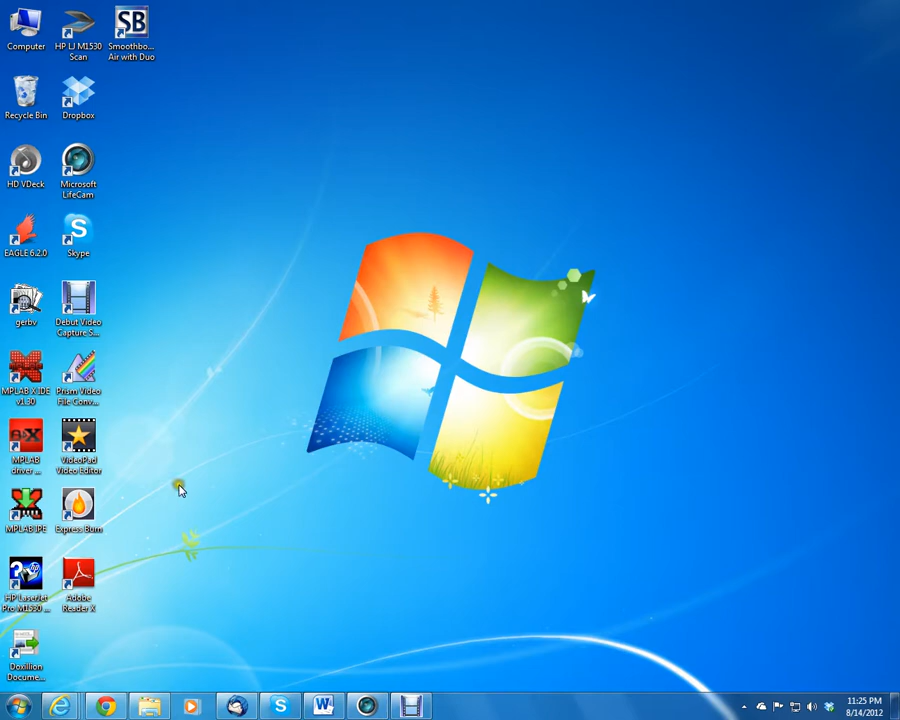 Computer
HP LJ M1530
Scan
SB
Smoothbo...
Air with Duo
Recycle Bin
Dropbox
HD VDeck
Microsoft
LifeCam
EAGLE 6.2.0
Skype
gerbv
Debut Video
Capture S...
MPLAB X IDE
v1.30
Prism Video
File Conv...
MPLAB
driver ...
VideoPad
Video Editor
MPLAB IPE
Express Burn
HP LaserJet
Pro M1530 ...
Adobe
Reader X
Doxillion
Docume...
11:25 PM
8/14/2012